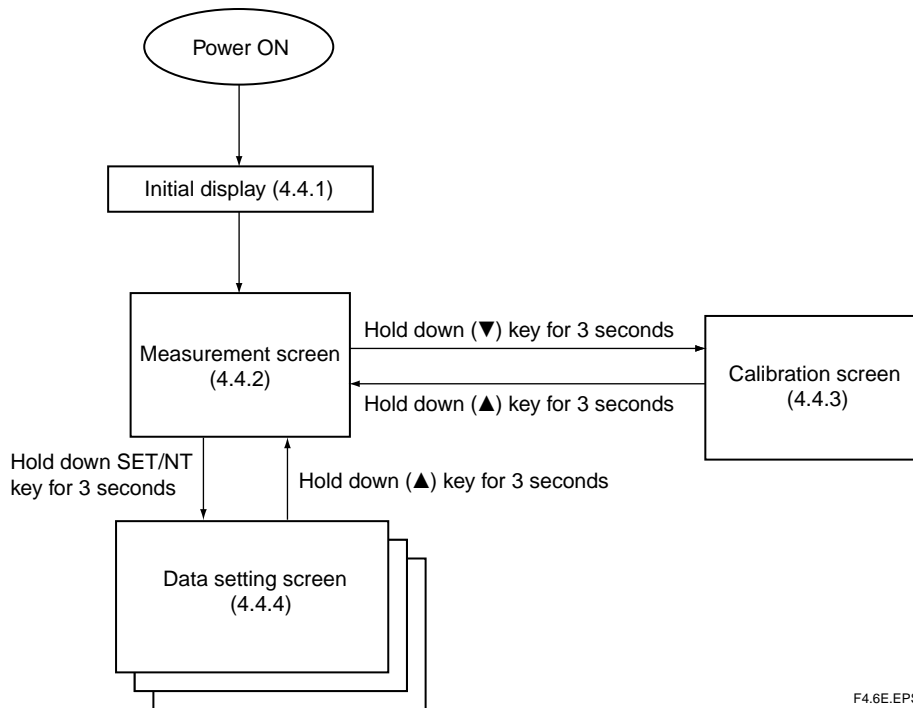 Power ON
Initial display (4.4.1)
Measurement screen
(4.4.2)
Hold down (▼) key for 3 seconds
Hold down (▲) key for 3 seconds
Calibration screen
(4.4.3)
Hold down SET/NT
key for 3 seconds
Hold down (▲) key for 3 seconds
Data setting screen
(4.4.4)
F4.6E.EPS